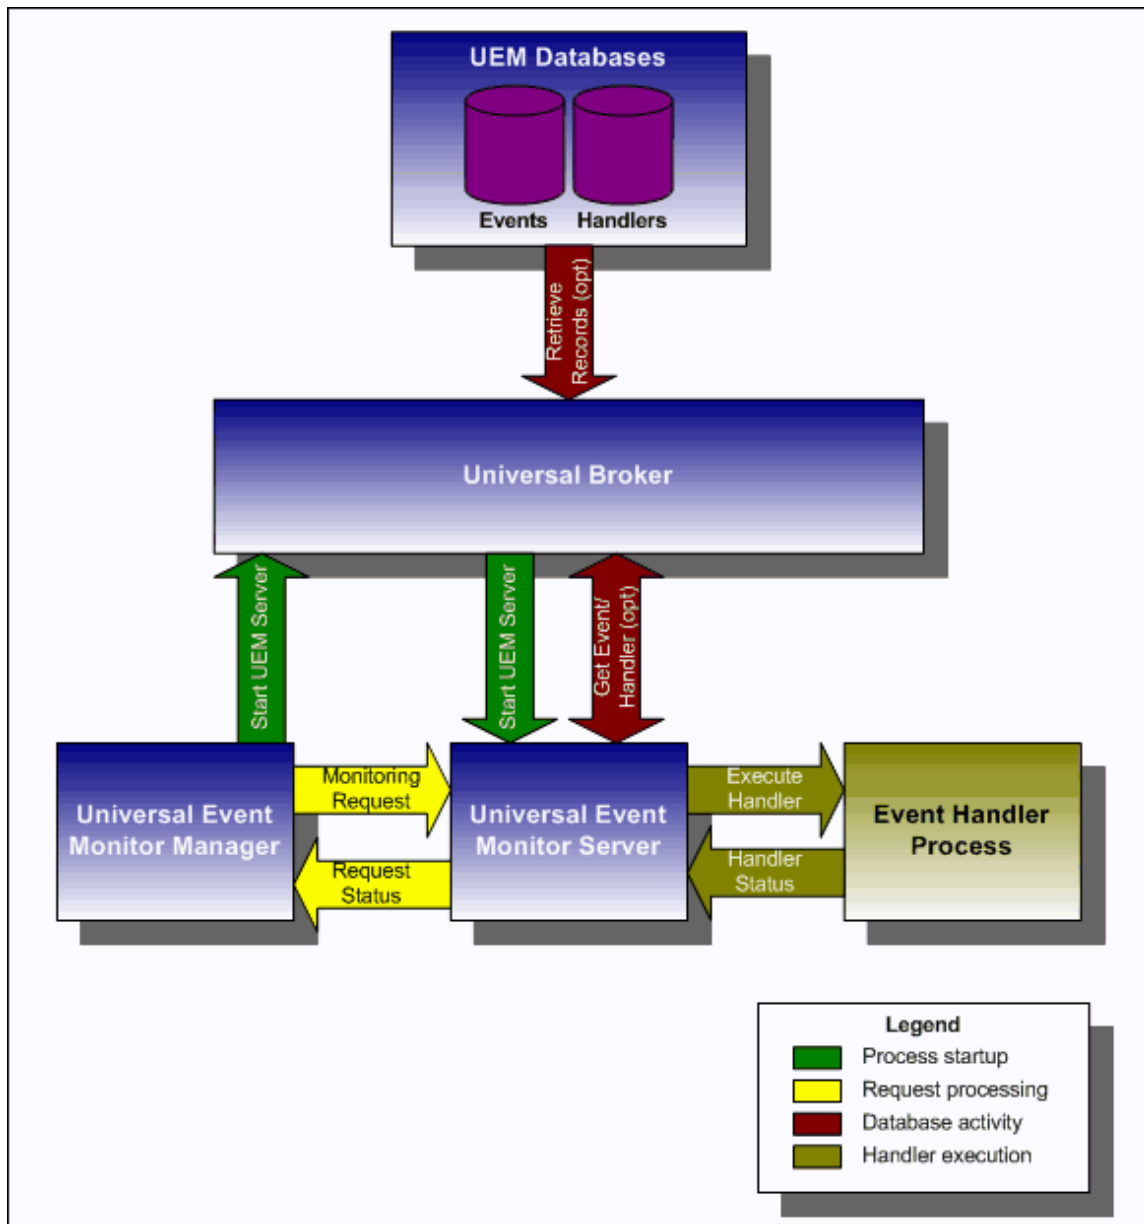 UEM Databases
Events
Handlers
Retrieve
Records (opt)
Universal Broker
Start UEM Server
Start UEM Server
Get Event/
Handler (opt)
Universal Event
Monitor Manager
Monitoring
Request
Request
Status
Universal Event
Monitor Server
Execute
Handler
Handler
Status
Event Handler
Process
Legend
Process startup
Request processing
Database activity
Handler execution